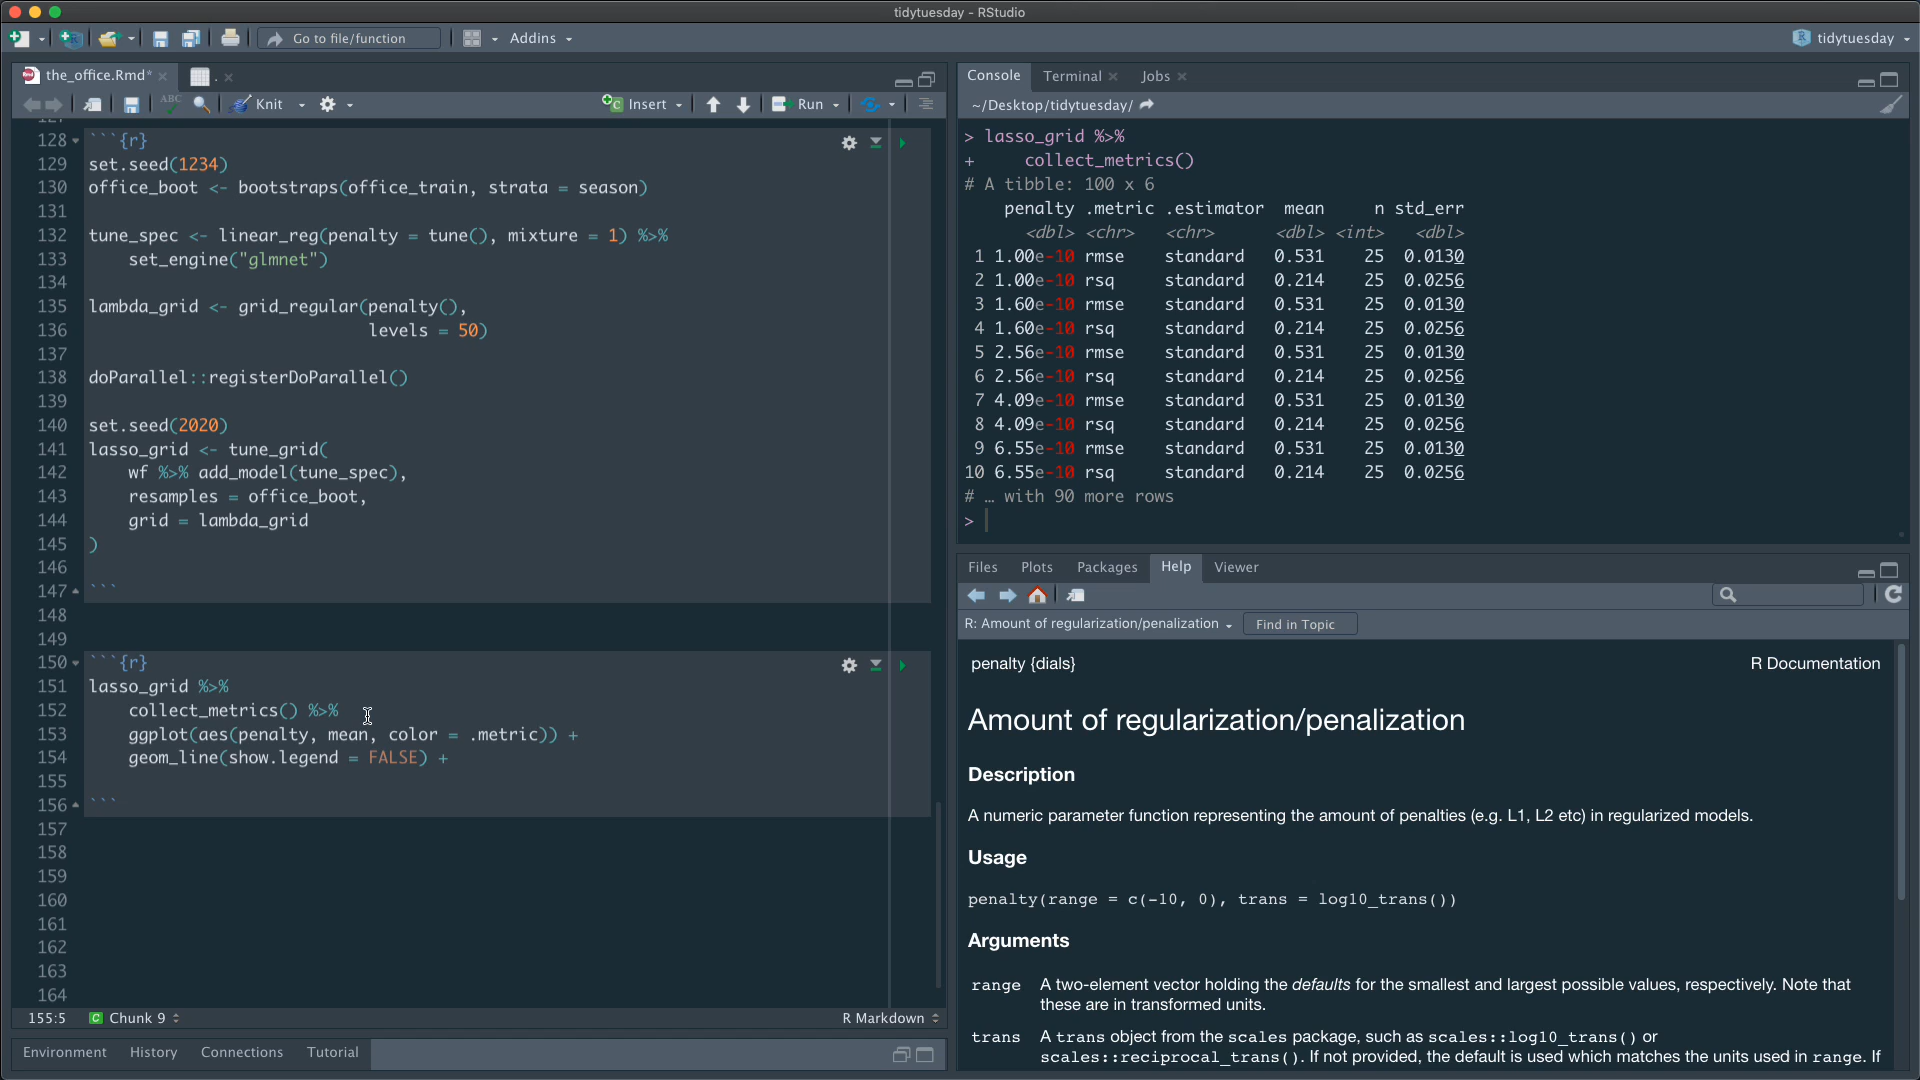 tidytuesday - RStudio
Go to file/function
Addins
tidytuesday
the_office.Rmd*
.
ABC
Knit
Insert
Run
127
128 ```{r}
129 set.seed(1234)
130 office_boot <- bootstraps(office_train, strata = season)
131
132 tune_spec <- linear_reg(penalty = tune(), mixture = 1) %>%
133 set_engine("glmnet")
134
135 lambda_grid <- grid_regular(penalty(),
136 levels = 50)
137
138 doParallel::registerDoParallel()
139
140 set.seed(2020)
141 lasso_grid <- tune_grid(
142 wf %>% add_model(tune_spec),
143 resamples = office_boot,
144 grid = lambda_grid
145 )
146
147 ```
148
149
150 ```{r}
151 lasso_grid %>%
152 collect_metrics() %>%
153 ggplot(aes(penalty, mean, color = .metric)) +
154 geom_line(show.legend = FALSE) +
155
156 ```
157
158
159
160
161
162
163
164
155:5 C Chunk 9
R Markdown
Environment History Connections Tutorial
Console Terminal Jobs
~/Desktop/tidytuesday/
> lasso_grid %>%
+ collect_metrics()
# A tibble: 100 x 6
penalty .metric .estimator mean n std_err
<dbl> <chr> <chr> <dbl> <int> <dbl>
1 1.00e-10 rmse standard 0.531 25 0.0130
2 1.00e-10 rsq standard 0.214 25 0.0256
3 1.60e-10 rmse standard 0.531 25 0.0130
4 1.60e-10 rsq standard 0.214 25 0.0256
5 2.56e-10 rmse standard 0.531 25 0.0130
6 2.56e-10 rsq standard 0.214 25 0.0256
7 4.09e-10 rmse standard 0.531 25 0.0130
8 4.09e-10 rsq standard 0.214 25 0.0256
9 6.55e-10 rmse standard 0.531 25 0.0130
10 6.55e-10 rsq standard 0.214 25 0.0256
# … with 90 more rows
>
Files Plots Packages Help Viewer
R: Amount of regularization/penalization
Find in Topic
penalty {dials}
R Documentation
Amount of regularization/penalization
Description
A numeric parameter function representing the amount of penalties (e.g. L1, L2 etc) in regularized models.
Usage
penalty(range = c(-10, 0), trans = log10_trans())
Arguments
range A two-element vector holding the defaults for the smallest and largest possible values, respectively. Note that
these are in transformed units.
trans A trans object from the scales package, such as scales::log10_trans() or
scales::reciprocal_trans(). If not provided, the default is used which matches the units used in range. If